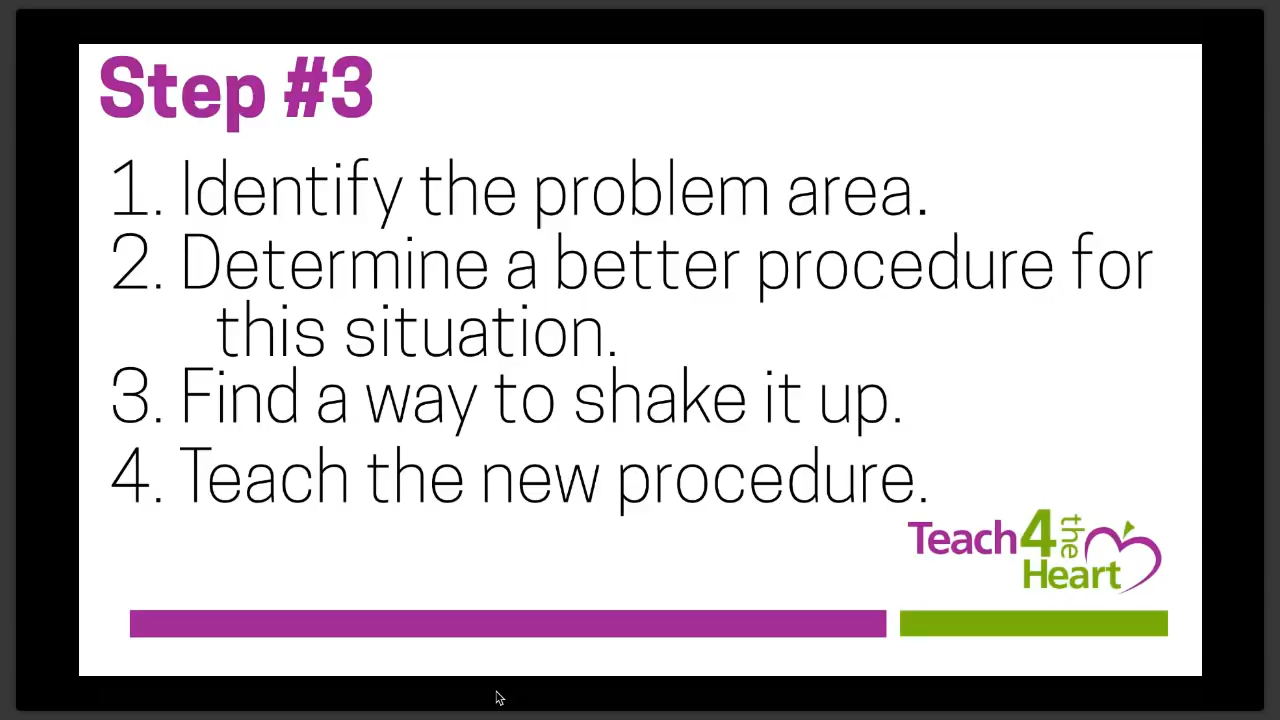 Step #3
1. Identify the problem area.
2. Determine a better procedure for
this situation.
3. Find a way to shake it up.
4. Teach the new procedure.
Teach4the
Heart